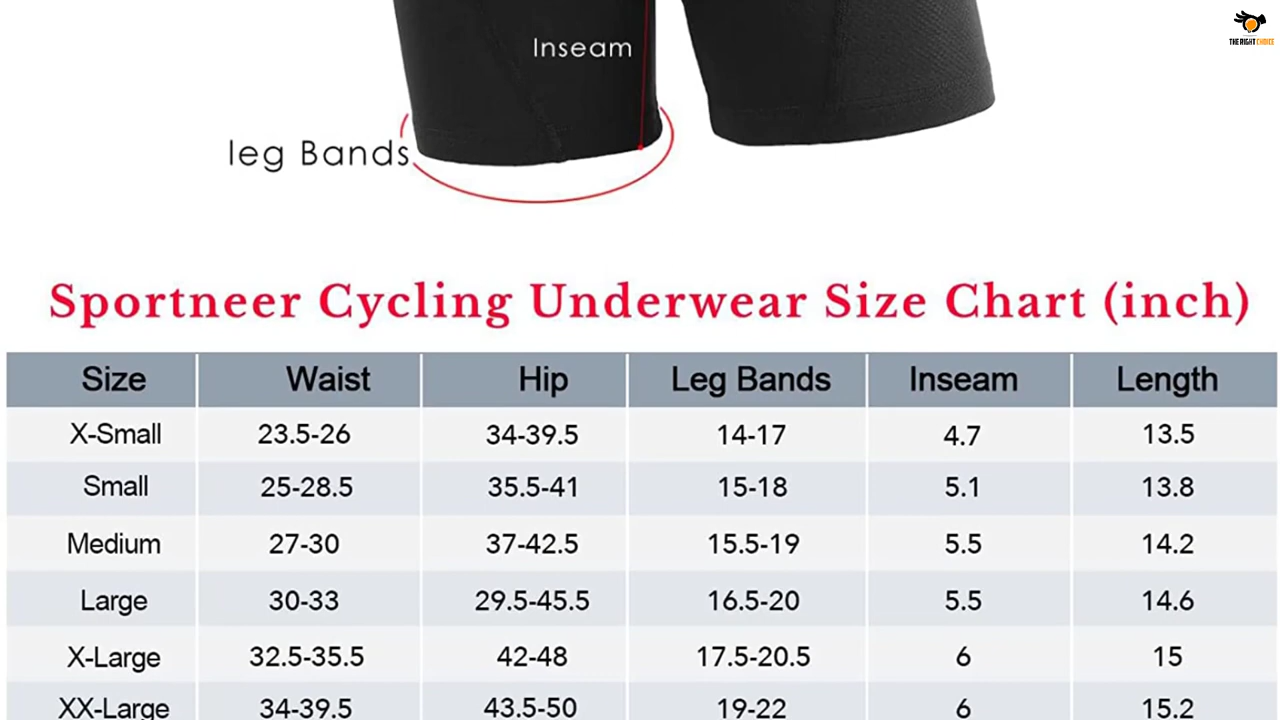 THE RIGHT CHOICE
Inseam
leg Bands
Sportneer Cycling Underwear Size Chart (inch)
Size Waist Hip Leg Bands Inseam Length
X-Small 23.5-26 34-39.5 14-17 4.7 13.5
Small 25-28.5 35.5-41 15-18 5.1 13.8
Medium 27-30 37-42.5 15.5-19 5.5 14.2
Large 30-33 29.5-45.5 16.5-20 5.5 14.6
X-Large 32.5-35.5 42-48 17.5-20.5 6 15
XX-Large 34-39.5 43.5-50 19-22 6 15.2